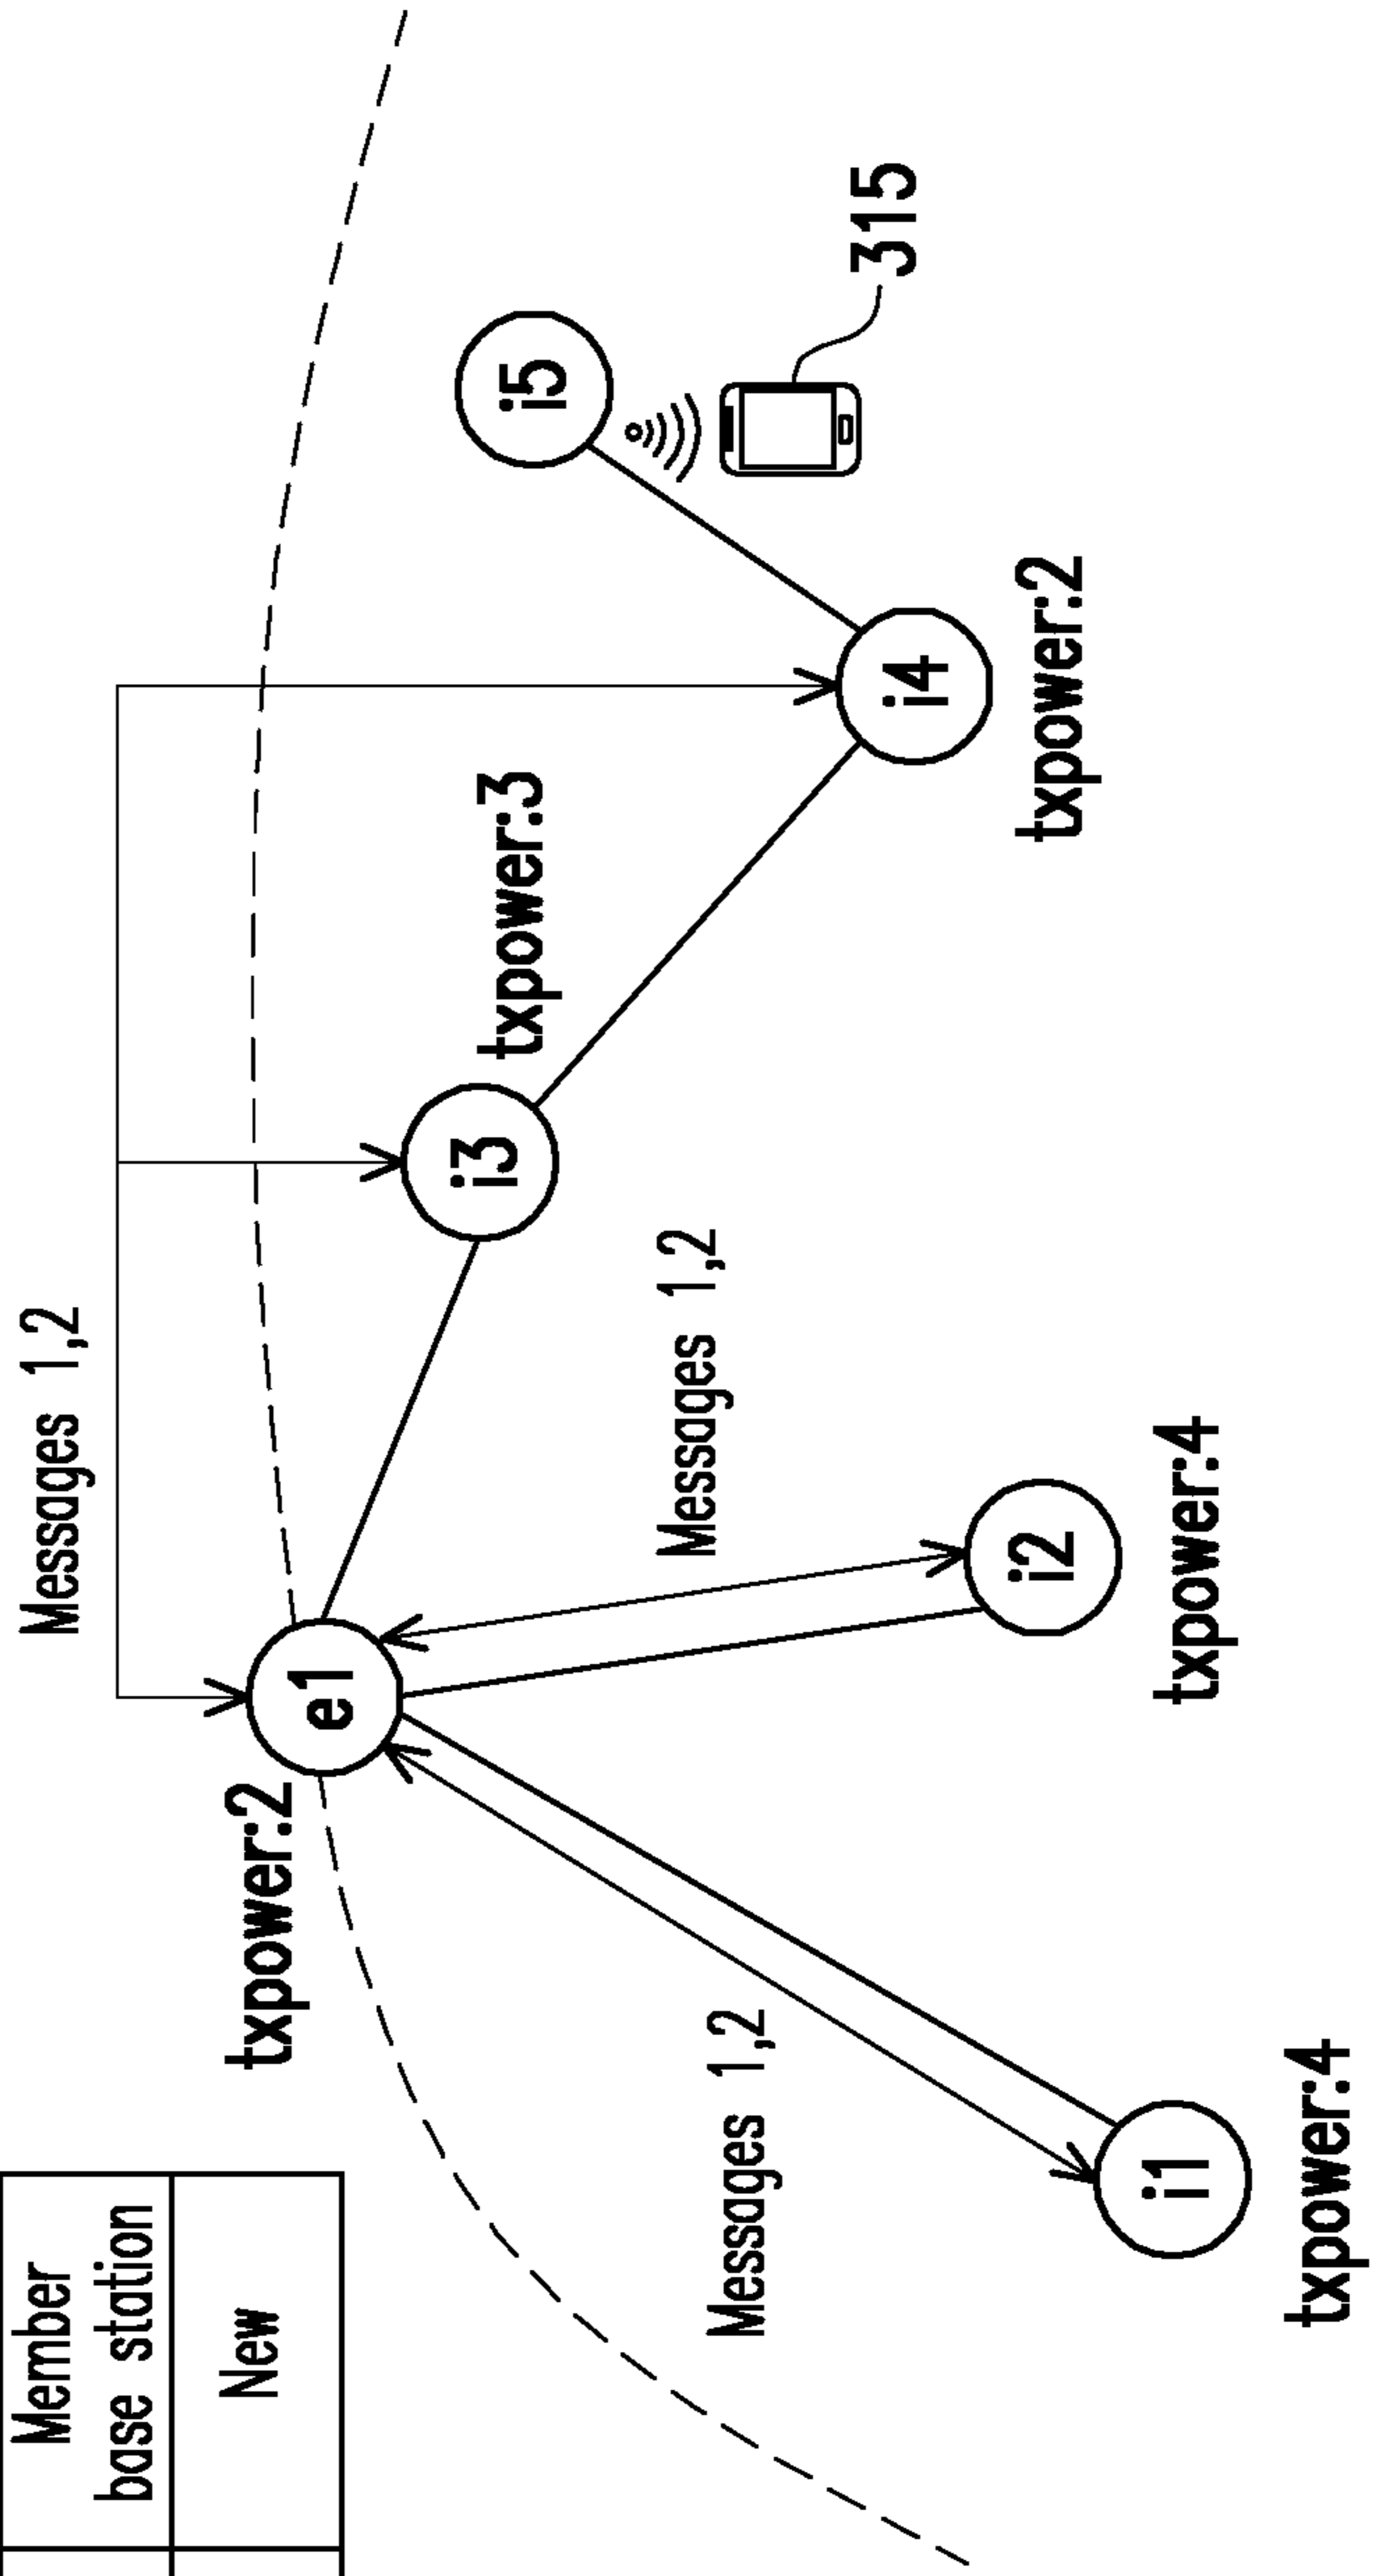 Member
base station
New
Messages 1,2
txpower:2
e1
i3
txpower:3
i5
Messages 1,2
Messages 1,2
315
i4
txpower:2
i2
txpower:4
i1
txpower:4